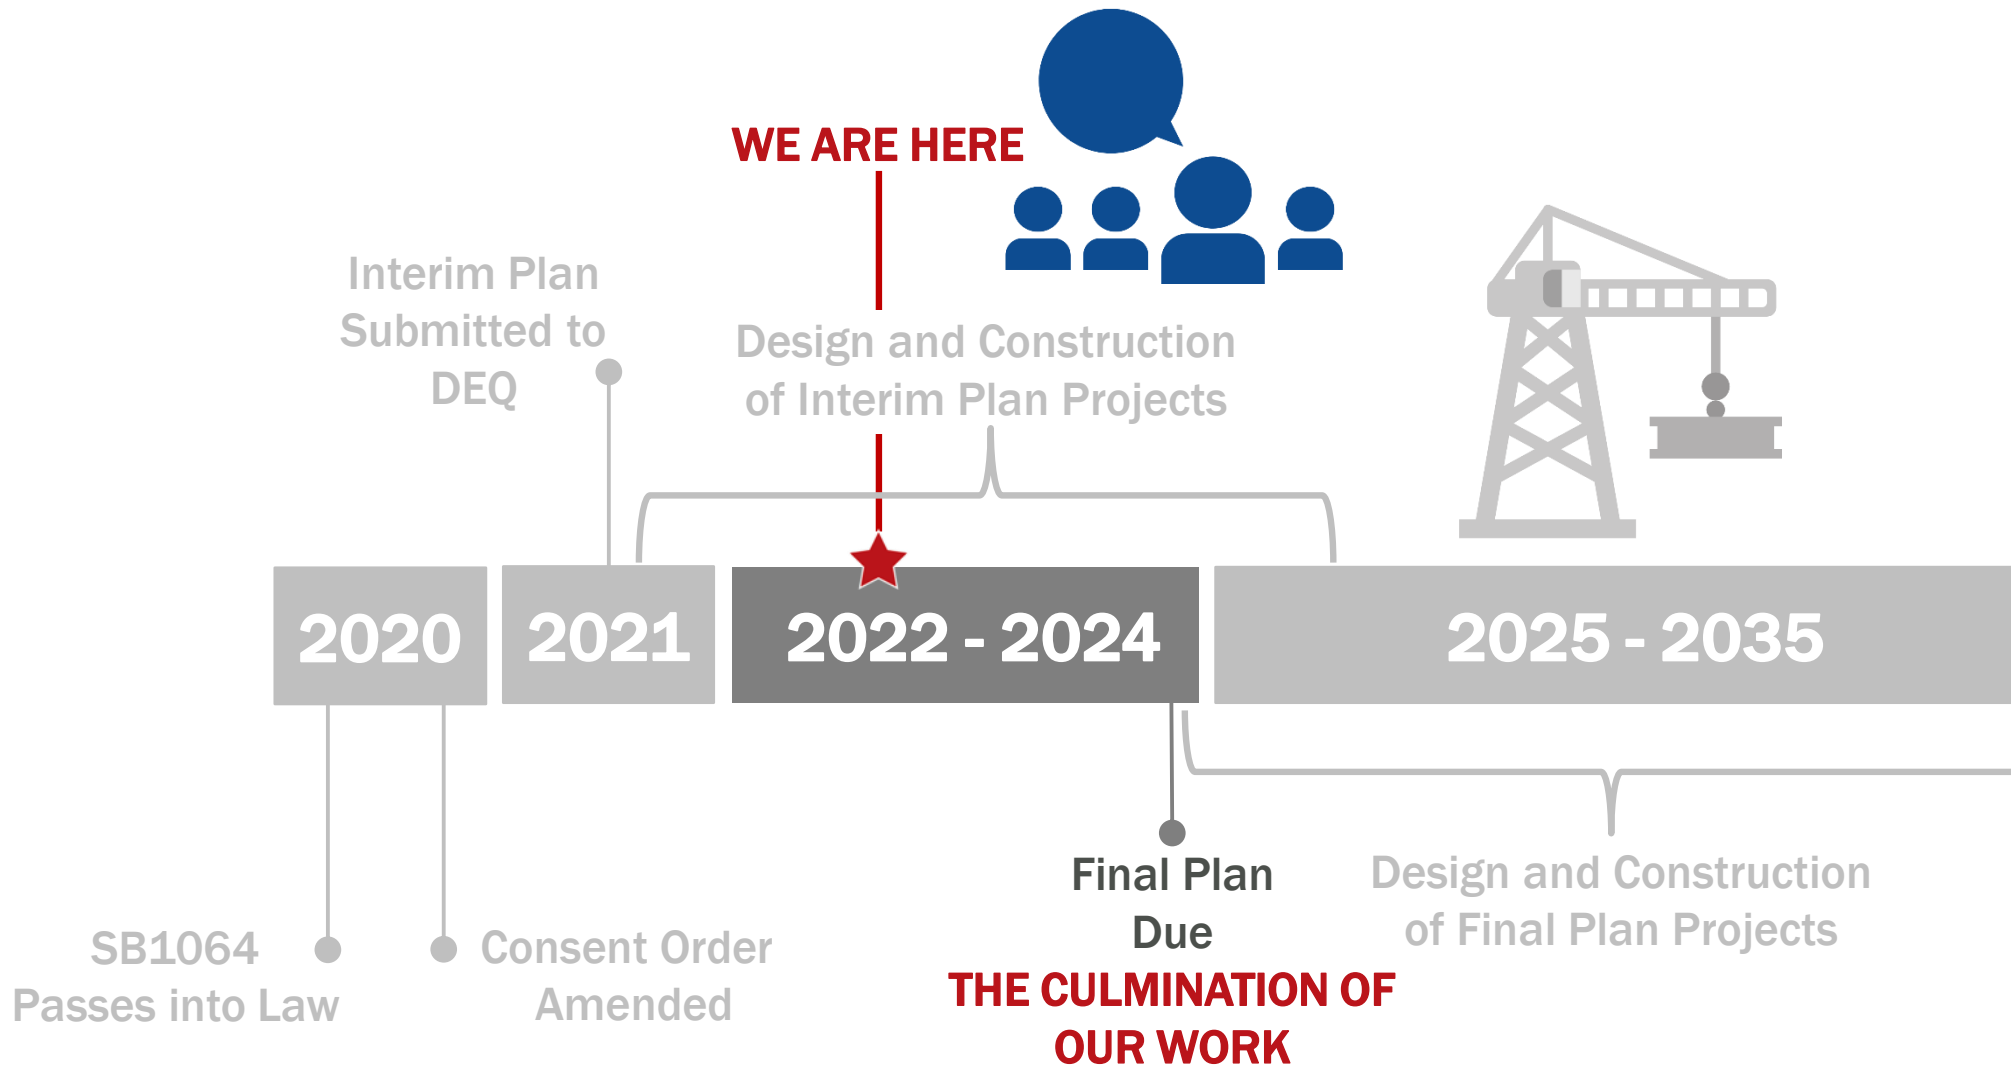 WE ARE HERE
Interim Plan
Submitted to
DEQ
Design and Construction
of Interim Plan Projects
2020
2021
2022 - 2024
2025 - 2035
SB1064
Passes into Law
Consent Order
Amended
Final Plan
Due
THE CULMINATION OF
OUR WORK
Design and Construction
of Final Plan Projects